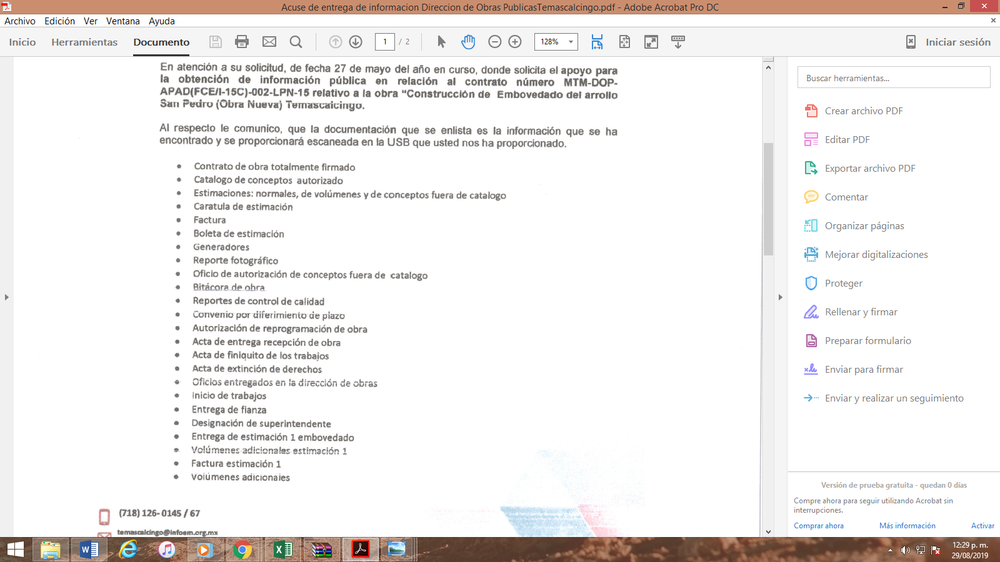 Acuse de entrega de informacion Direccion de Obras PublicasTemascalcingo.pdf - Adobe Acrobat Pro DC
Archivo Edición Ver Ventana Ayuda
Inicio Herramientas Documento 1 / 2 128% Iniciar sesión
En atención a su solicitud, de fecha 27 de mayo del año en curso, donde solicita el apoyo para
la obtención de información pública en relación al contrato número MTM-DOP-
APAD(FCE/I-15C)-002-LPN-15 relativo a la obra “Construcción de Embovedado del arrollo
San Pedro (Obra Nueva) Temascalcingo.
Al respecto le comunico, que la documentación que se enlista es la información que se ha
encontrado y se proporcionará escaneada en la USB que usted nos ha proporcionado.
• Contrato de obra totalmente firmado
• Catalogo de conceptos autorizado
• Estimaciones: normales, de volúmenes y de conceptos fuera de catalogo
• Caratula de estimación
• Factura
• Boleta de estimación
• Generadores
• Reporte fotográfico
• Oficio de autorización de conceptos fuera de catalogo
• Bitácora de obra
• Reportes de control de calidad
• Convenio por diferimiento de plazo
• Autorización de reprogramación de obra
• Acta de entrega recepción de obra
• Acta de finiquito de los trabajos
• Acta de extinción de derechos
• Oficios entregados en la dirección de obras
• Inicio de trabajos
• Entrega de fianza
• Designación de superintendente
• Entrega de estimación 1 embovedado
• Volúmenes adicionales estimación 1
• Factura estimación 1
• Volúmenes adicionales
(718) 126- 0145 / 67
temascalcingo@infoem.org.mx
Buscar herramientas...
Crear archivo PDF
Editar PDF
Exportar archivo PDF
Comentar
Organizar páginas
Mejorar digitalizaciones
Proteger
Rellenar y firmar
Preparar formulario
Enviar para firmar
Enviar y realizar un seguimiento
Versión de prueba gratuita - quedan 0 días
Compre ahora para seguir utilizando Acrobat sin
interrupciones.
Comprar ahora Más información Activar
12:29 p. m.
29/08/2019